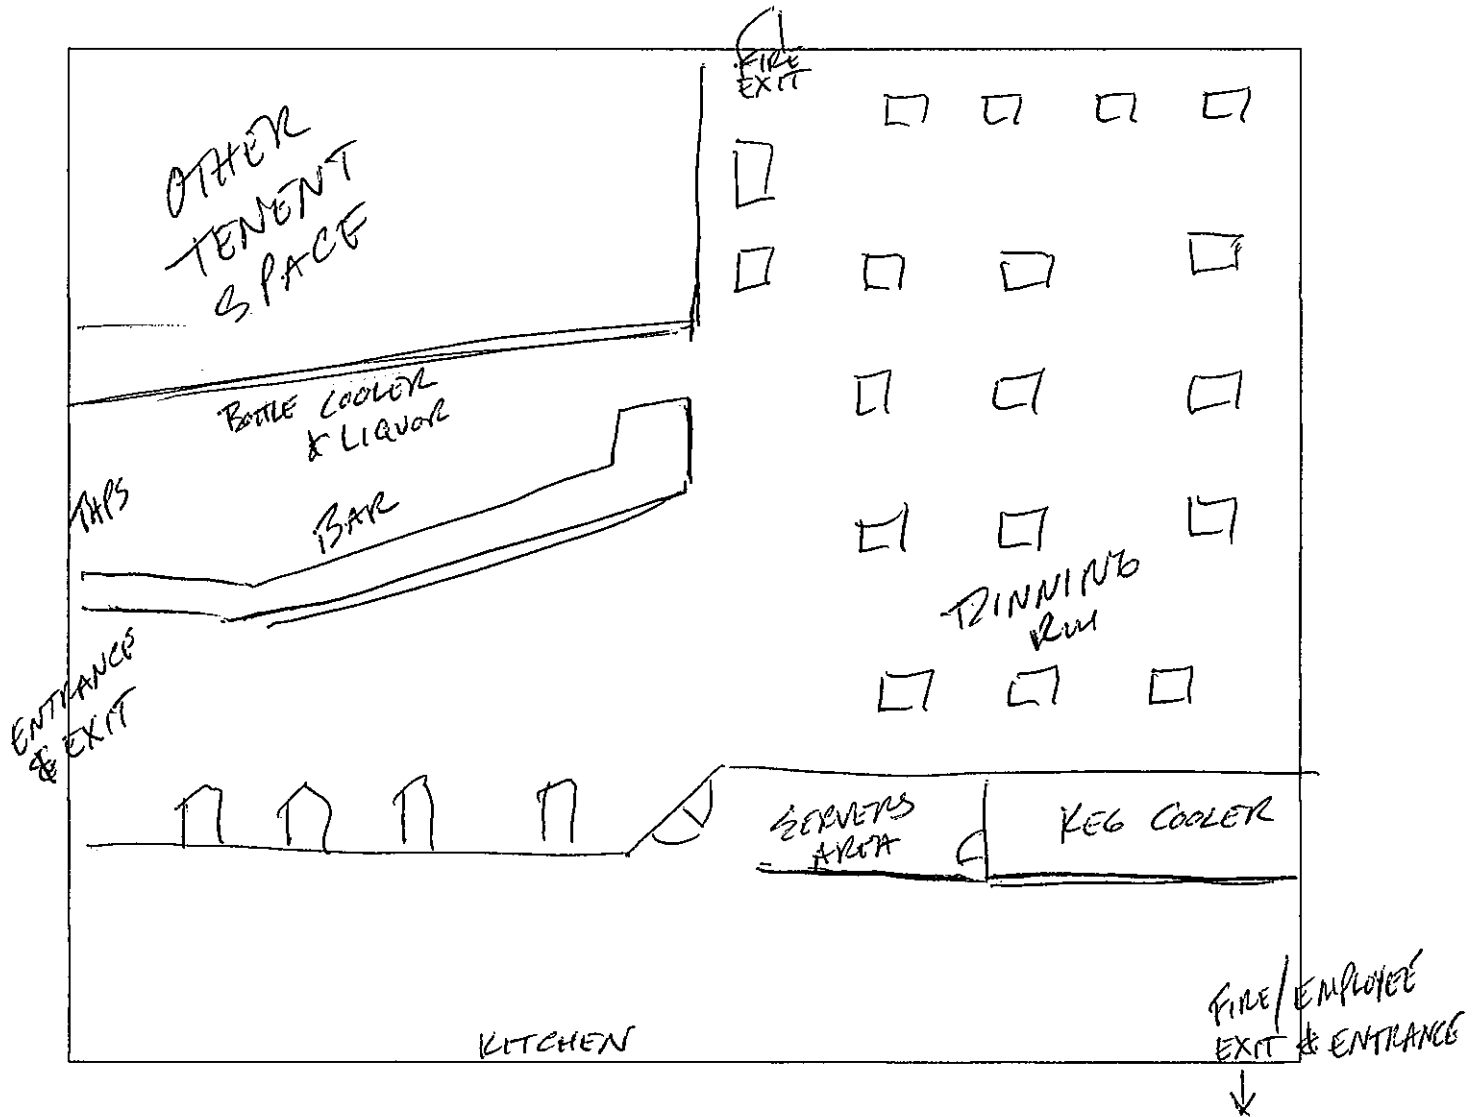 FIRE
EXIT
OTHER
TENENT
SPACE
BOTTLE COOLER
& LIQUOR
TAPS
BAR
DINNING
RM
ENTRANCE
& EXIT
SERVERS
AREA
KEG COOLER
FIRE/EMPLOYEE
EXIT & ENTRANCE
KITCHEN